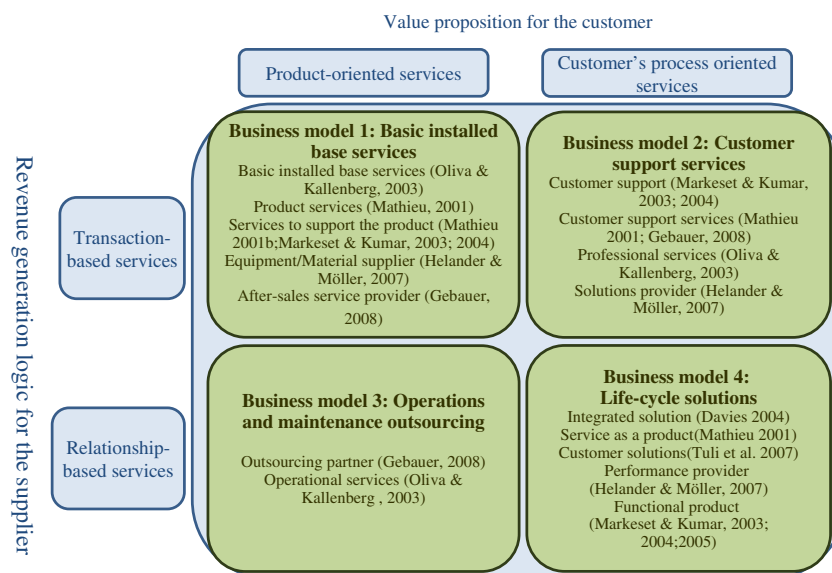 Value proposition for the customer
Product-oriented services
Customer's process oriented
services
Revenue generation logic for the supplier
Transaction-
based services
Business model 1: Basic installed
base services
Basic installed base services (Oliva &
Kallenberg, 2003)
Product services (Mathieu, 2001)
Services to support the product (Mathieu
2001b;Markeset & Kumar, 2003; 2004)
Equipment/Material supplier (Helander &
Möller, 2007)
After-sales service provider (Gebauer,
2008)
Business model 2: Customer
support services
Customer support (Markeset & Kumar,
2003; 2004)
Customer support services (Mathieu
2001; Gebauer, 2008)
Professional services (Oliva &
Kallenberg, 2003)
Solutions provider (Helander &
Möller, 2007)
Relationship-
based services
Business model 3: Operations
and maintenance outsourcing
Outsourcing partner (Gebauer, 2008)
Operational services (Oliva &
Kallenberg , 2003)
Business model 4:
Life-cycle solutions
Integrated solution (Davies 2004)
Service as a product(Mathieu 2001)
Customer solutions(Tuli et al. 2007)
Performance provider
(Helander & Möller, 2007)
Functional product
(Markeset & Kumar, 2003;
2004;2005)